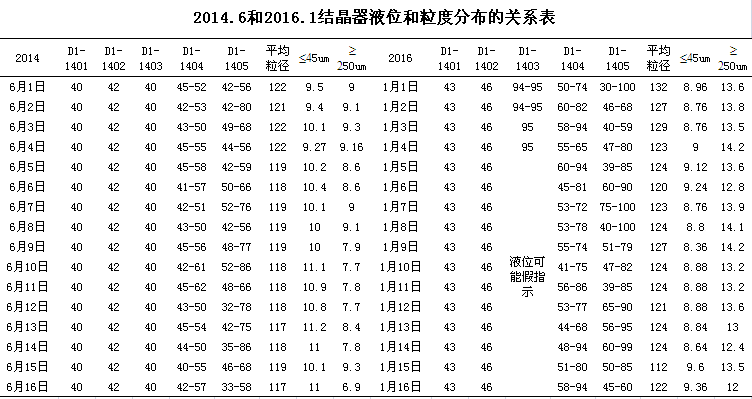 2014.6和2016.1结晶器液位和粒度分布的关系表
2014 D1-1401 D1-1402 D1-1403 D1-1404 D1-1405 平均粒径 ≤45um ≥250um 2016 D1-1401 D1-1402 D1-1403 D1-1404 D1-1405 平均粒径 ≤45um ≥250um
6月1日 40 42 40 45-52 42-56 122 9.5 9 1月1日 43 46 94-95 50-74 30-100 132 8.96 13.6
6月2日 40 42 40 42-53 42-80 121 9.4 9.1 1月2日 43 46 94-95 60-82 46-68 127 8.76 13.8
6月3日 40 42 40 43-50 49-68 122 10.1 9.3 1月3日 43 46 95 58-94 40-59 129 8.76 13.5
6月4日 40 42 40 45-55 44-56 122 9.27 9.16 1月4日 43 46 95 55-65 47-80 123 9 14.2
6月5日 40 42 40 45-58 42-59 119 10.2 8.6 1月5日 43 46 60-94 39-85 124 9.12 13.6
6月6日 40 42 40 41-57 50-66 118 10.4 8.6 1月6日 43 46 45-81 60-90 120 9.24 12.8
6月7日 40 42 40 42-51 52-76 119 10.1 9 1月7日 43 46 53-72 75-100 123 8.76 13.9
6月8日 40 42 40 43-50 42-56 119 10 9.1 1月8日 43 46 53-78 40-100 124 8.8 14.1
6月9日 40 42 40 45-56 48-77 119 10 7.9 1月9日 43 46 55-74 51-79 127 8.36 14.2
6月10日 40 42 40 42-61 52-86 118 11.1 7.7 1月10日 43 46 液位可能假指示 41-75 47-82 124 8.88 13.2
6月11日 40 42 40 45-62 48-66 118 10.9 7.8 1月11日 43 46 56-86 39-85 124 8.88 13.2
6月12日 40 42 40 43-50 32-78 118 10.8 7.7 1月12日 43 46 53-77 65-90 121 8.88 13.6
6月13日 40 42 40 45-54 42-75 117 11.2 8.4 1月13日 43 46 44-68 56-95 124 8.84 13
6月14日 40 42 40 44-50 35-86 118 11 7.8 1月14日 43 46 48-94 60-99 124 8.64 12.4
6月15日 40 42 40 40-55 46-68 119 10.1 9.3 1月15日 43 46 51-80 50-85 112 9.6 13.5
6月16日 40 42 40 42-57 33-58 117 11 6.9 1月16日 43 46 58-94 45-60 122 9.36 12